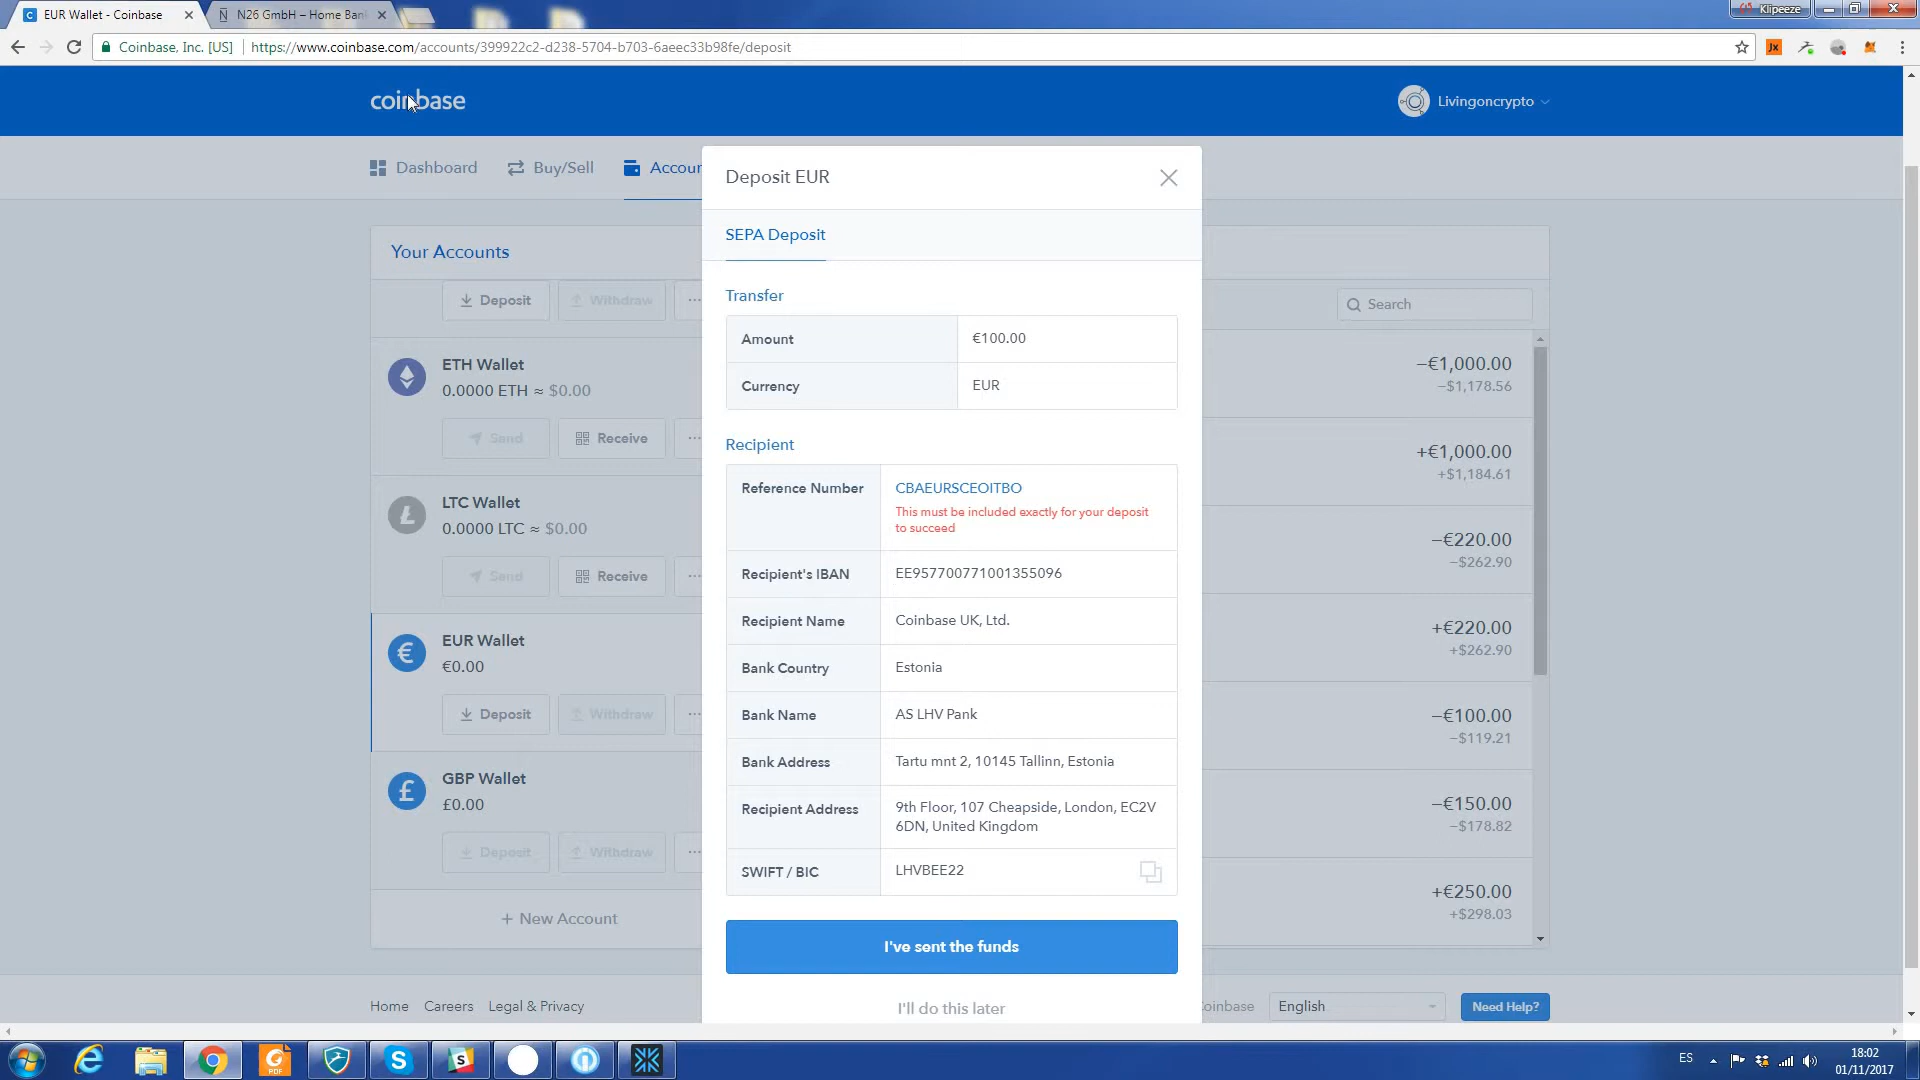 EUR Wallet - Coinbase
N26 GmbH – Home Ban
Klipeeze
Coinbase, Inc. [US]
https://www.coinbase.com/accounts/399922c2-d238-5704-b703-6aeec33b98fe/deposit
coinbase
Livingoncrypto
Dashboard
Buy/Sell
Accour
Deposit EUR
SEPA Deposit
Your Accounts
Deposit
Withdraw
Search
Transfer
Amount
€100.00
Currency
EUR
ETH Wallet
0.0000 ETH ≈ $0.00
Send
Receive
LTC Wallet
0.0000 LTC ≈ $0.00
Send
Receive
EUR Wallet
€0.00
Deposit
Withdraw
GBP Wallet
£0.00
Deposit
Withdraw
+ New Account
Recipient
Reference Number
CBAEURSCEOITBO
This must be included exactly for your deposit
to succeed
Recipient's IBAN
EE957700771001355096
Recipient Name
Coinbase UK, Ltd.
Bank Country
Estonia
Bank Name
AS LHV Pank
Bank Address
Tartu mnt 2, 10145 Tallinn, Estonia
Recipient Address
9th Floor, 107 Cheapside, London, EC2V
6DN, United Kingdom
SWIFT / BIC
LHVBEE22
I've sent the funds
I'll do this later
−€1,000.00
−$1,178.56
+€1,000.00
+$1,184.61
−€220.00
−$262.90
+€220.00
+$262.90
−€100.00
−$119.21
−€150.00
−$178.82
+€250.00
+$298.03
Home
Careers
Legal & Privacy
oinbase
English
Need Help?
ES
18:02
01/11/2017